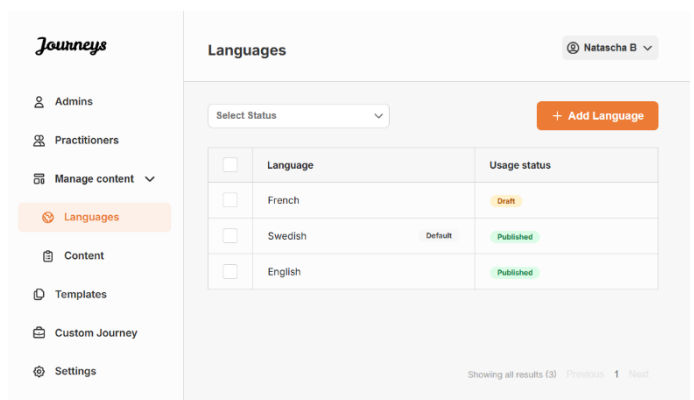 Journeys
Languages
Natascha B
Admins
Practitioners
Manage content
Languages
Content
Templates
Custom Journey
Settings
Select Status
+ Add Language
Language Usage status
French Draft
Swedish Default Published
English Published
Showing all results (3) Previous 1 Next